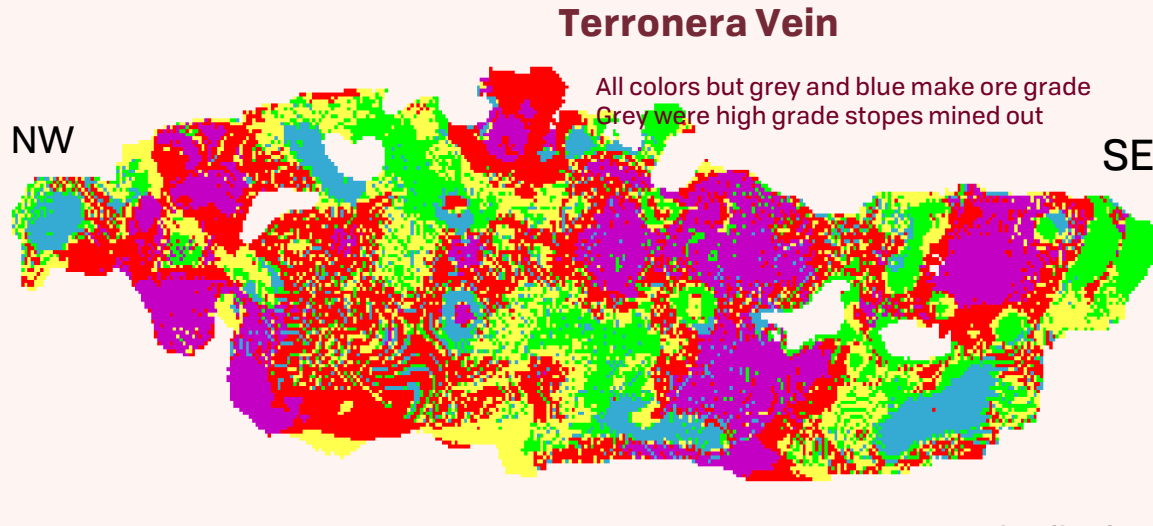 Terronera Vein
All colors but grey and blue make ore grade
Grey were high grade stopes mined out
NW
SE